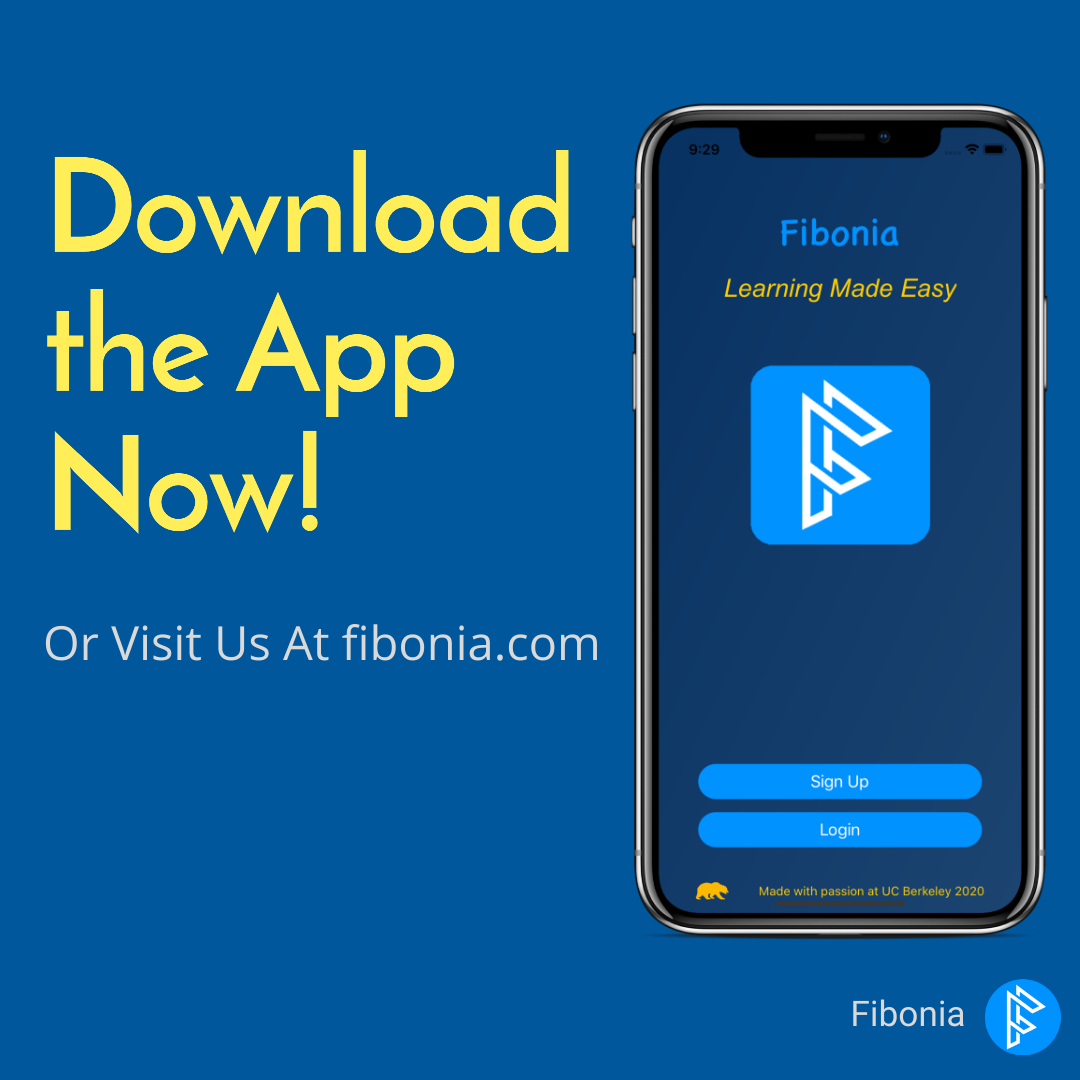 Download
the App
Now!
Or Visit Us At fibonia.com
9:29
Fibonia
Learning Made Easy
Sign Up
Login
Made with passion at UC Berkeley 2020
Fibonia